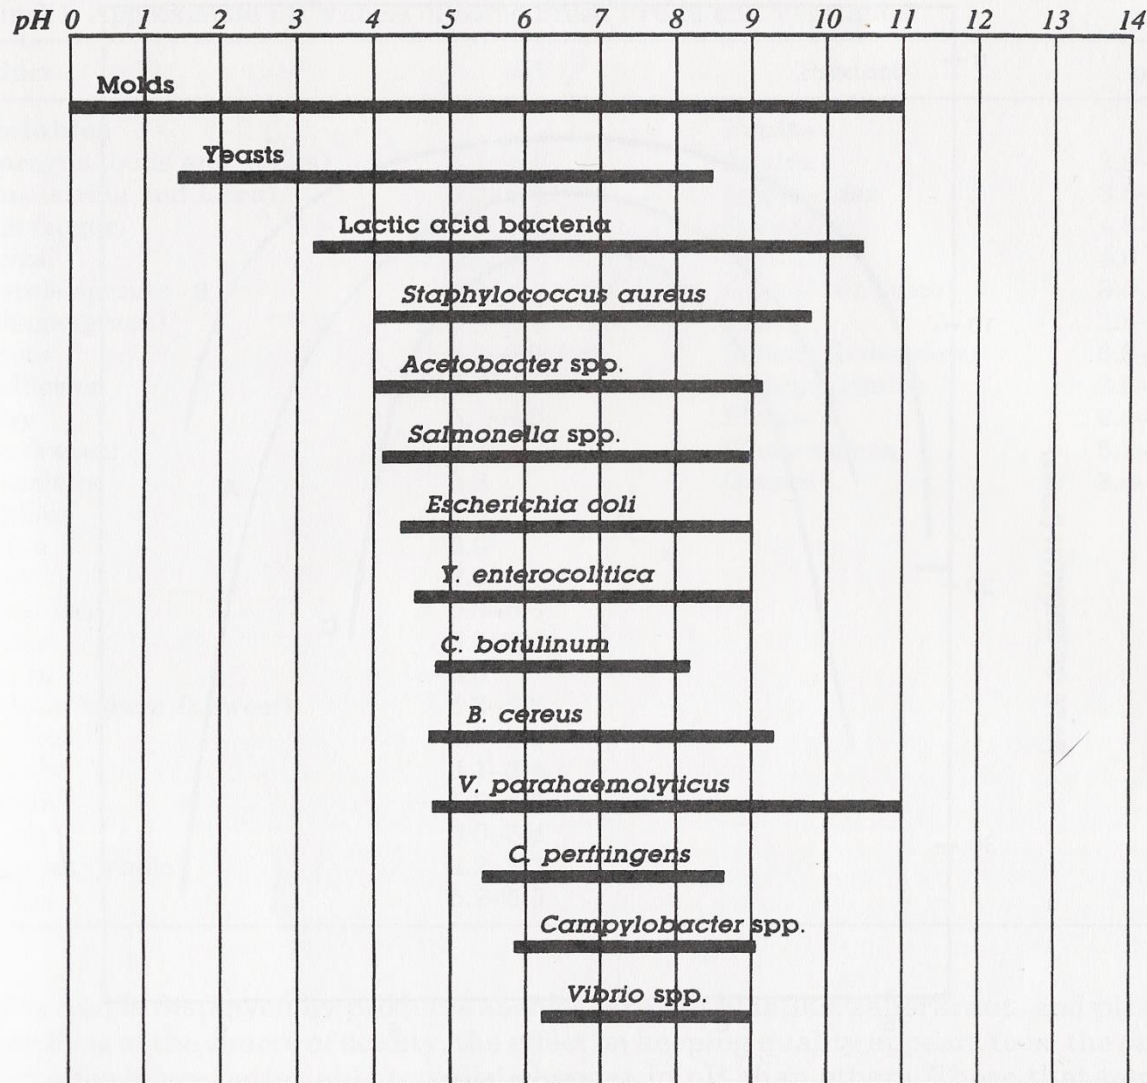 pH 0 1 2 3 4 5 6 7 8 9 10 11 12 13 14
Molds
Yeasts
Lactic acid bacteria
Staphylococcus aureus
Acetobacter spp.
Salmonella spp.
Escherichia coli
Y. enterocolitica
C. botulinum
B. cereus
V. parahaemolyticus
C. perfringens
Campylobacter spp.
Vibrio spp.